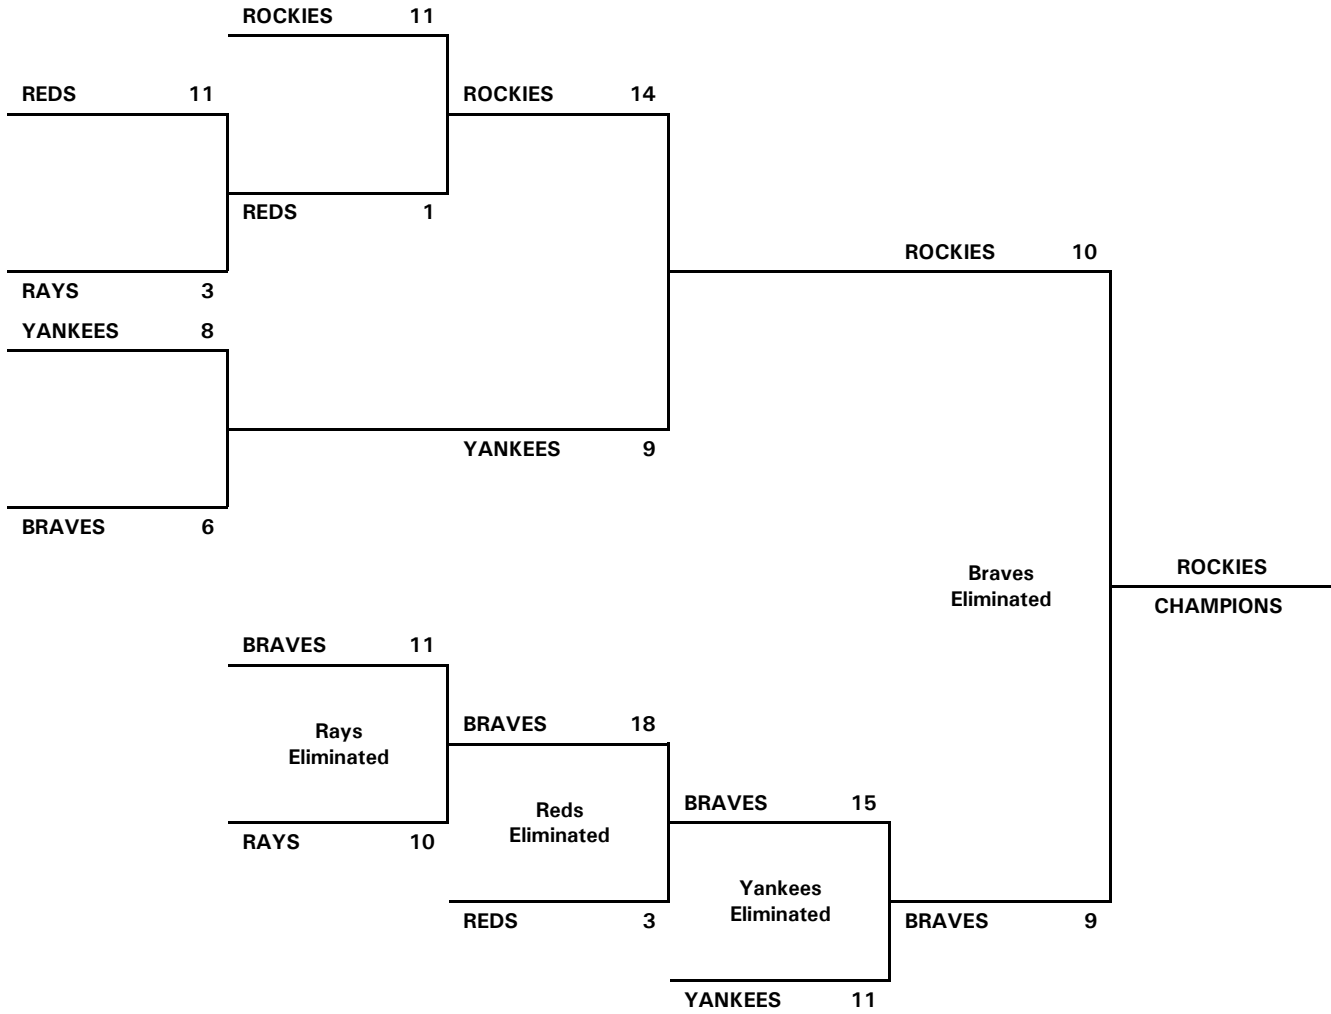 ROCKIES 11
REDS 11
ROCKIES 14
REDS 1
ROCKIES 10
RAYS 3
YANKEES 8
YANKEES 9
BRAVES 6
Braves
Eliminated
ROCKIES
CHAMPIONS
BRAVES 11
Rays
Eliminated
BRAVES 18
RAYS 10
Reds
Eliminated
BRAVES 15
REDS 3
Yankees
Eliminated
BRAVES 9
YANKEES 11